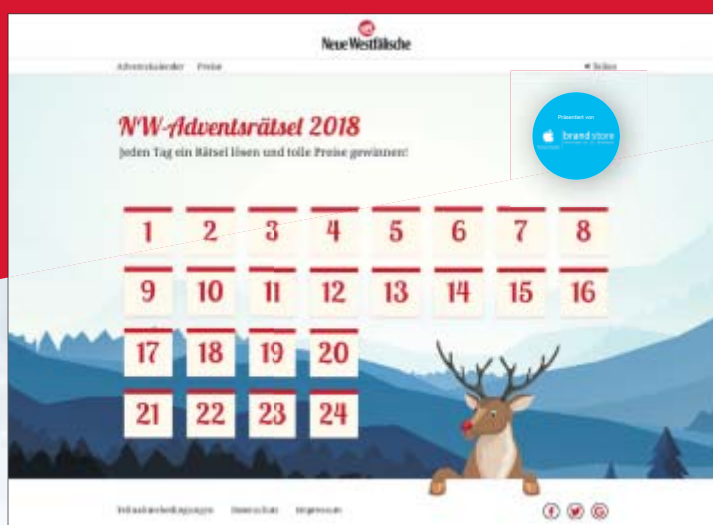 Neue Westfälische
Adventskalender Preise
Teilen
NW-Adventsrätsel 2018
Jeden Tag ein Rätsel lösen und tolle Preise gewinnen!
Präsentiert von
brand store
1 2 3 4 5 6 7 8
9 10 11 12 13 14 15 16
17 18 19 20
21 22 23 24
Teilnahmebedingungen Datenschutz Impressum